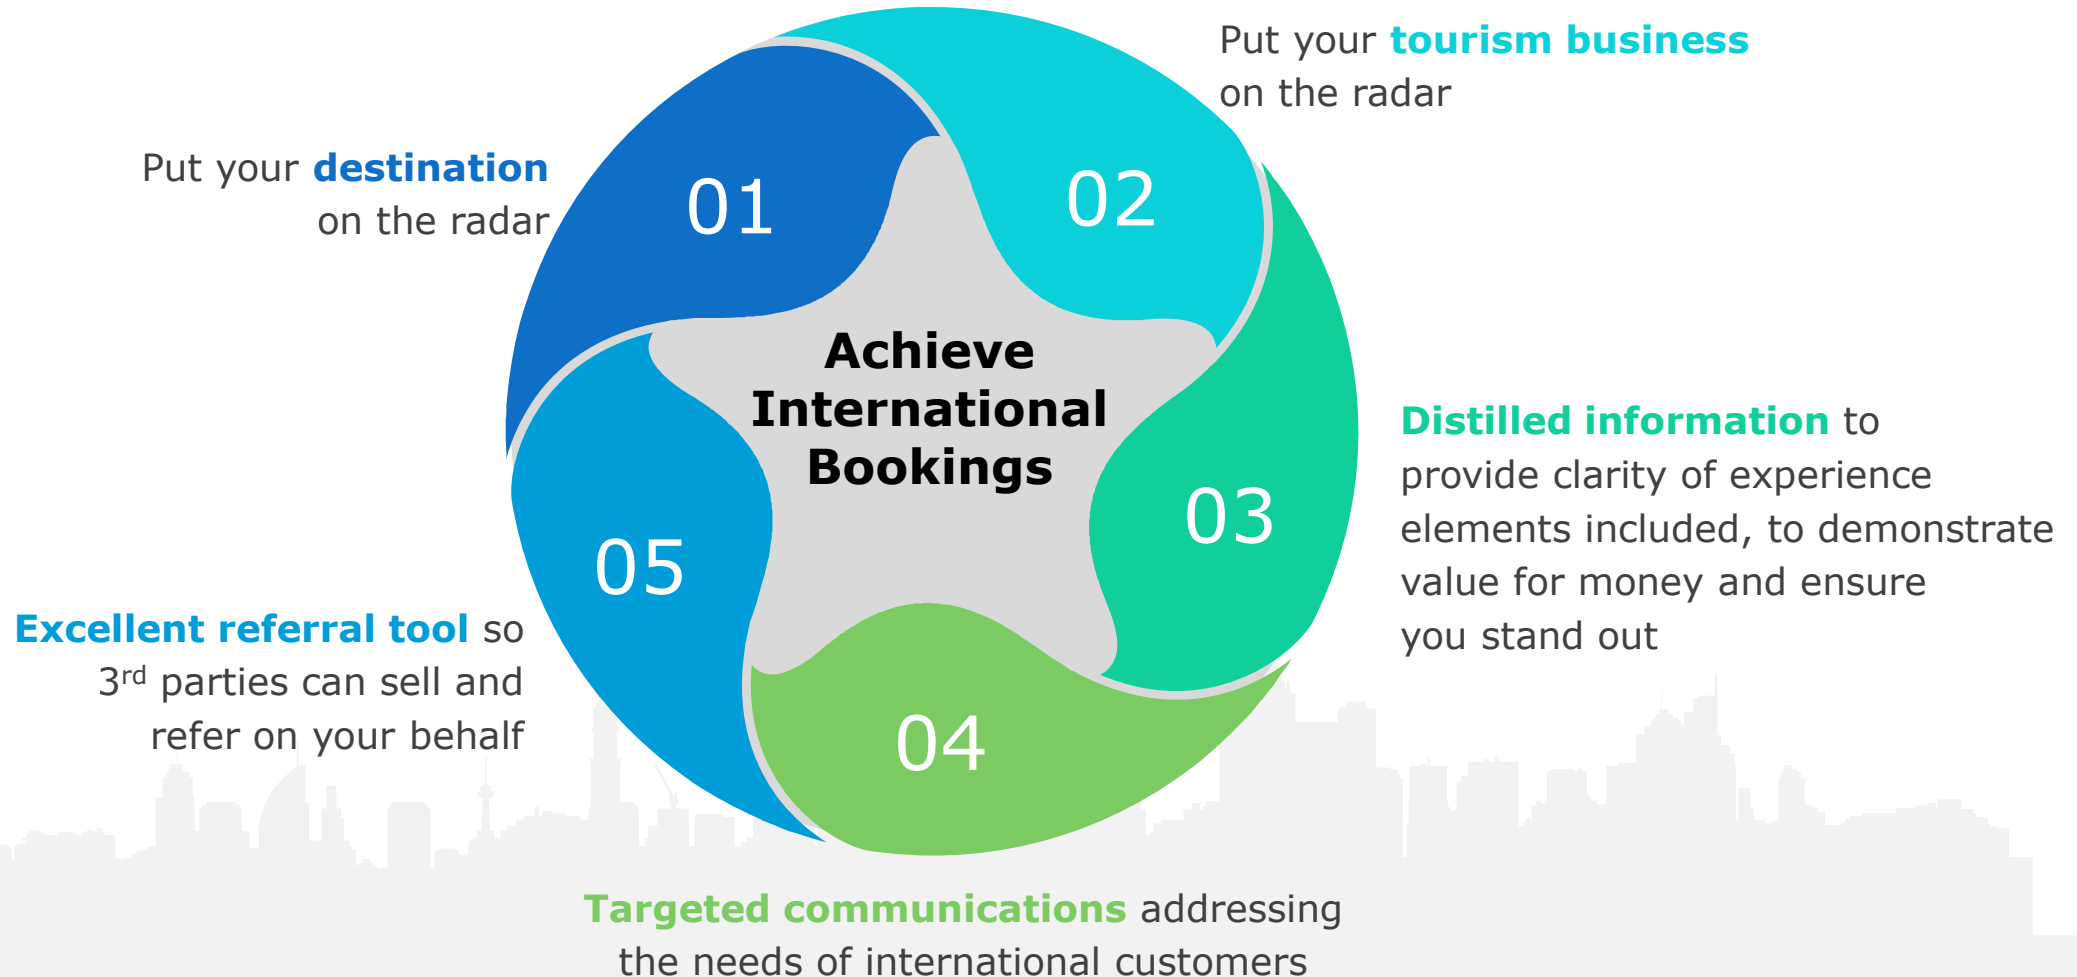 01
Put your destination
on the radar
02
Put your tourism business
on the radar
Achieve
International
Bookings
03
Distilled information to
provide clarity of experience
elements included, to demonstrate
value for money and ensure
you stand out
04
Targeted communications addressing
the needs of international customers
05
Excellent referral tool so
3rd parties can sell and
refer on your behalf